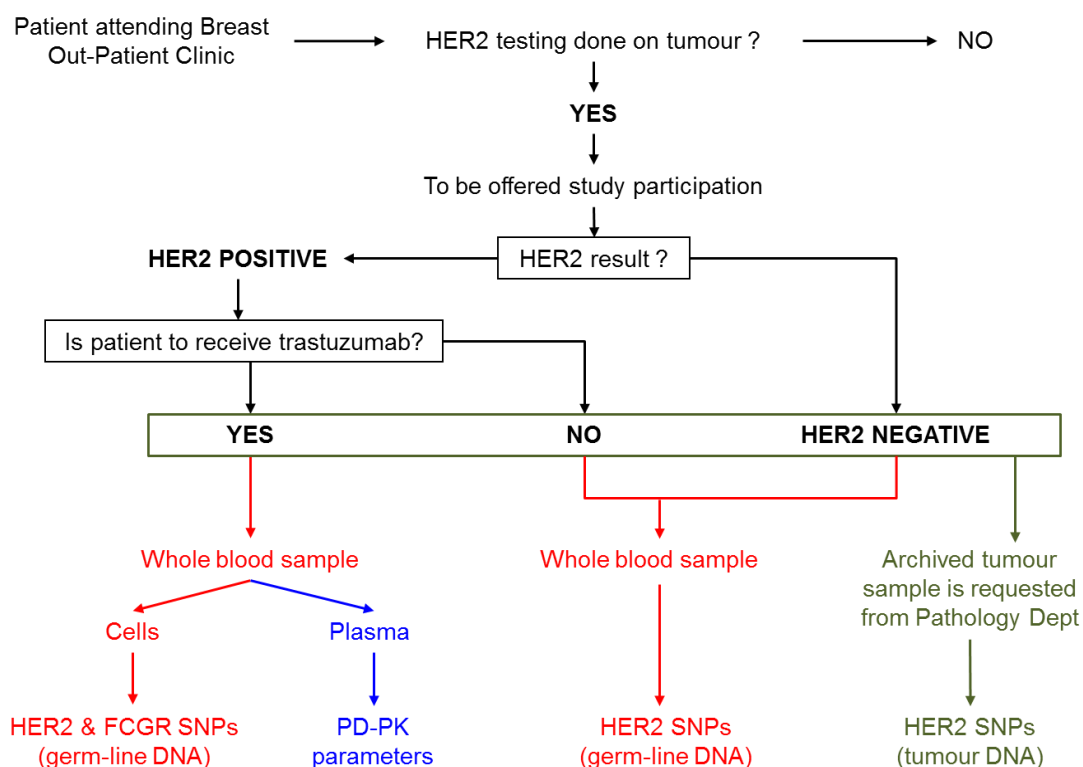 Patient attending Breast
Out-Patient Clinic
HER2 testing done on tumour ?
NO
YES
To be offered study participation
HER2 POSITIVE
HER2 result ?
Is patient to receive trastuzumab?
YES
NO
HER2 NEGATIVE
Whole blood sample
Whole blood sample
Archived tumour
sample is requested
from Pathology Dept
Cells
Plasma
HER2 & FCGR SNPs
(germ-line DNA)
PD-PK
parameters
HER2 SNPs
(germ-line DNA)
HER2 SNPs
(tumour DNA)